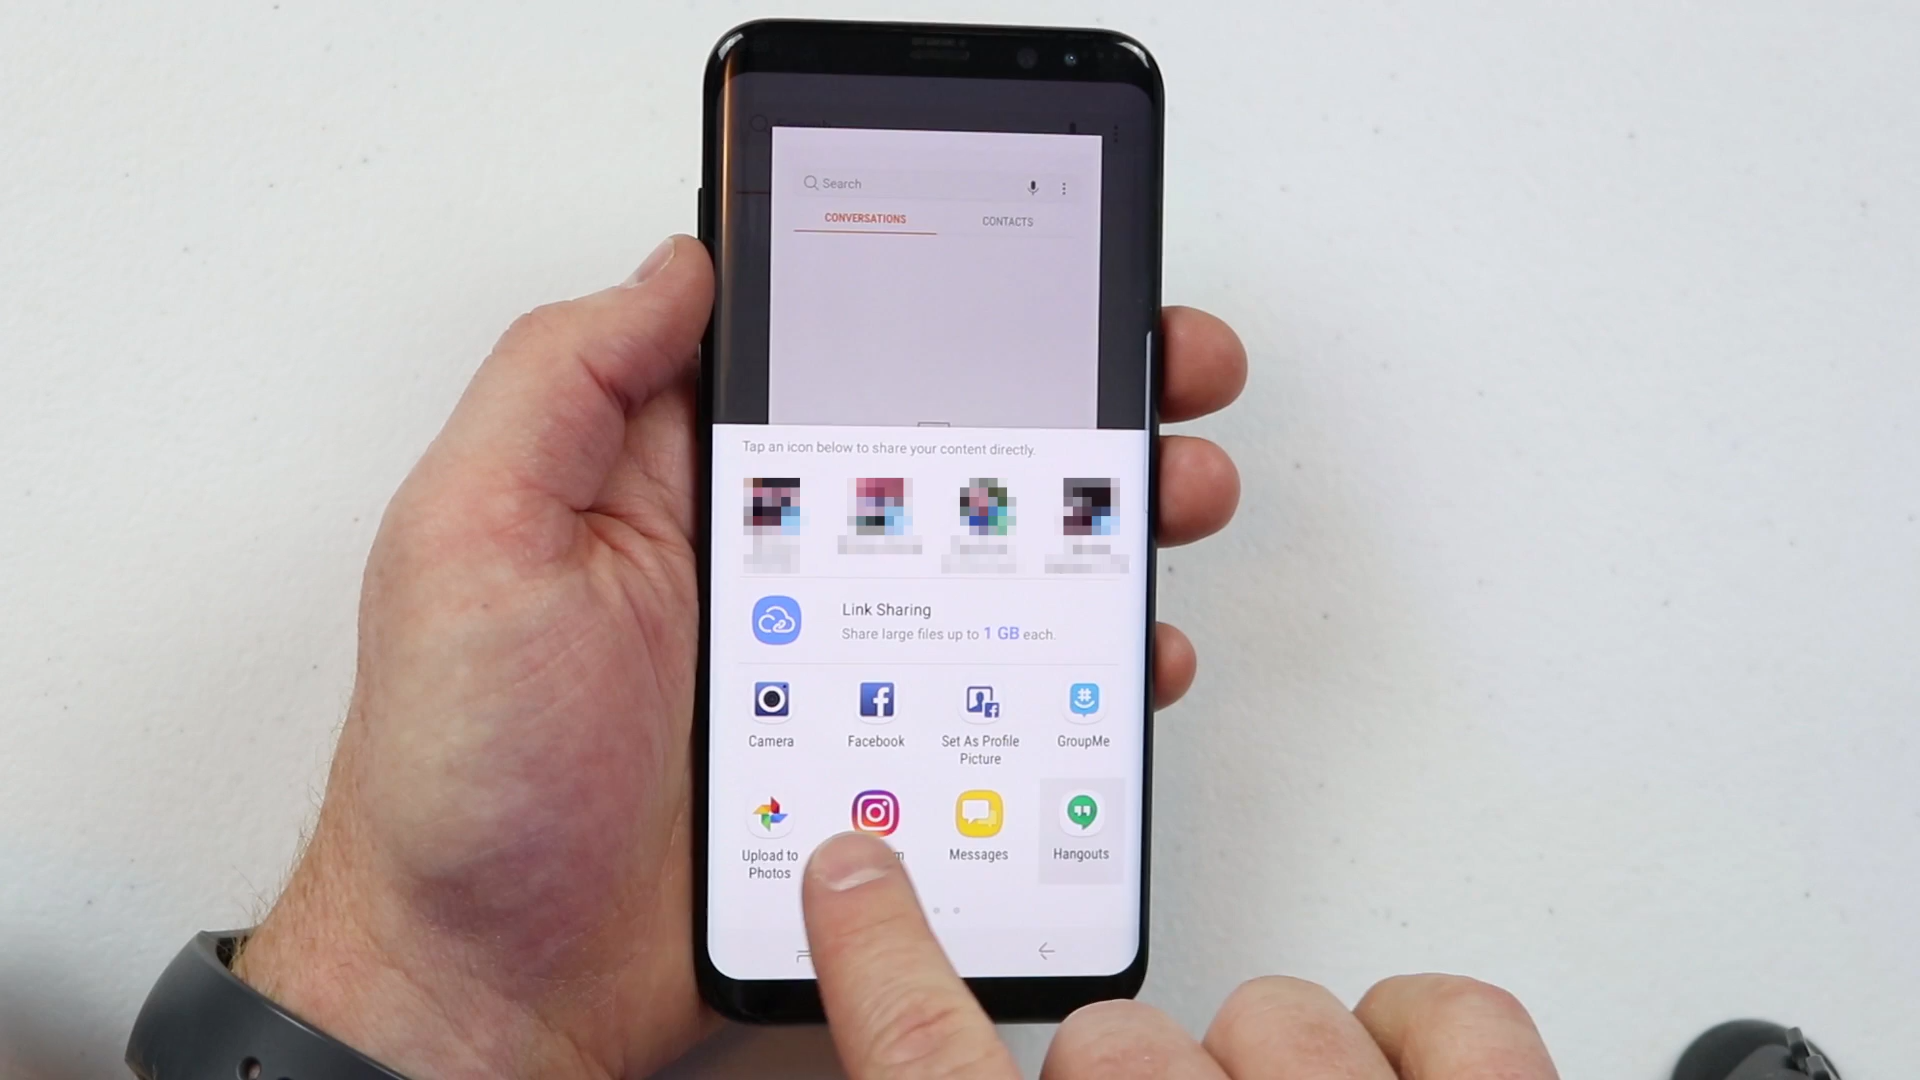 Search
CONVERSATIONS CONTACTS
Tap an icon below to share your content directly.
Link Sharing
Share large files up to 1 GB each.
Camera Facebook Set As Profile Picture GroupMe
Upload to Photos Messages Hangouts